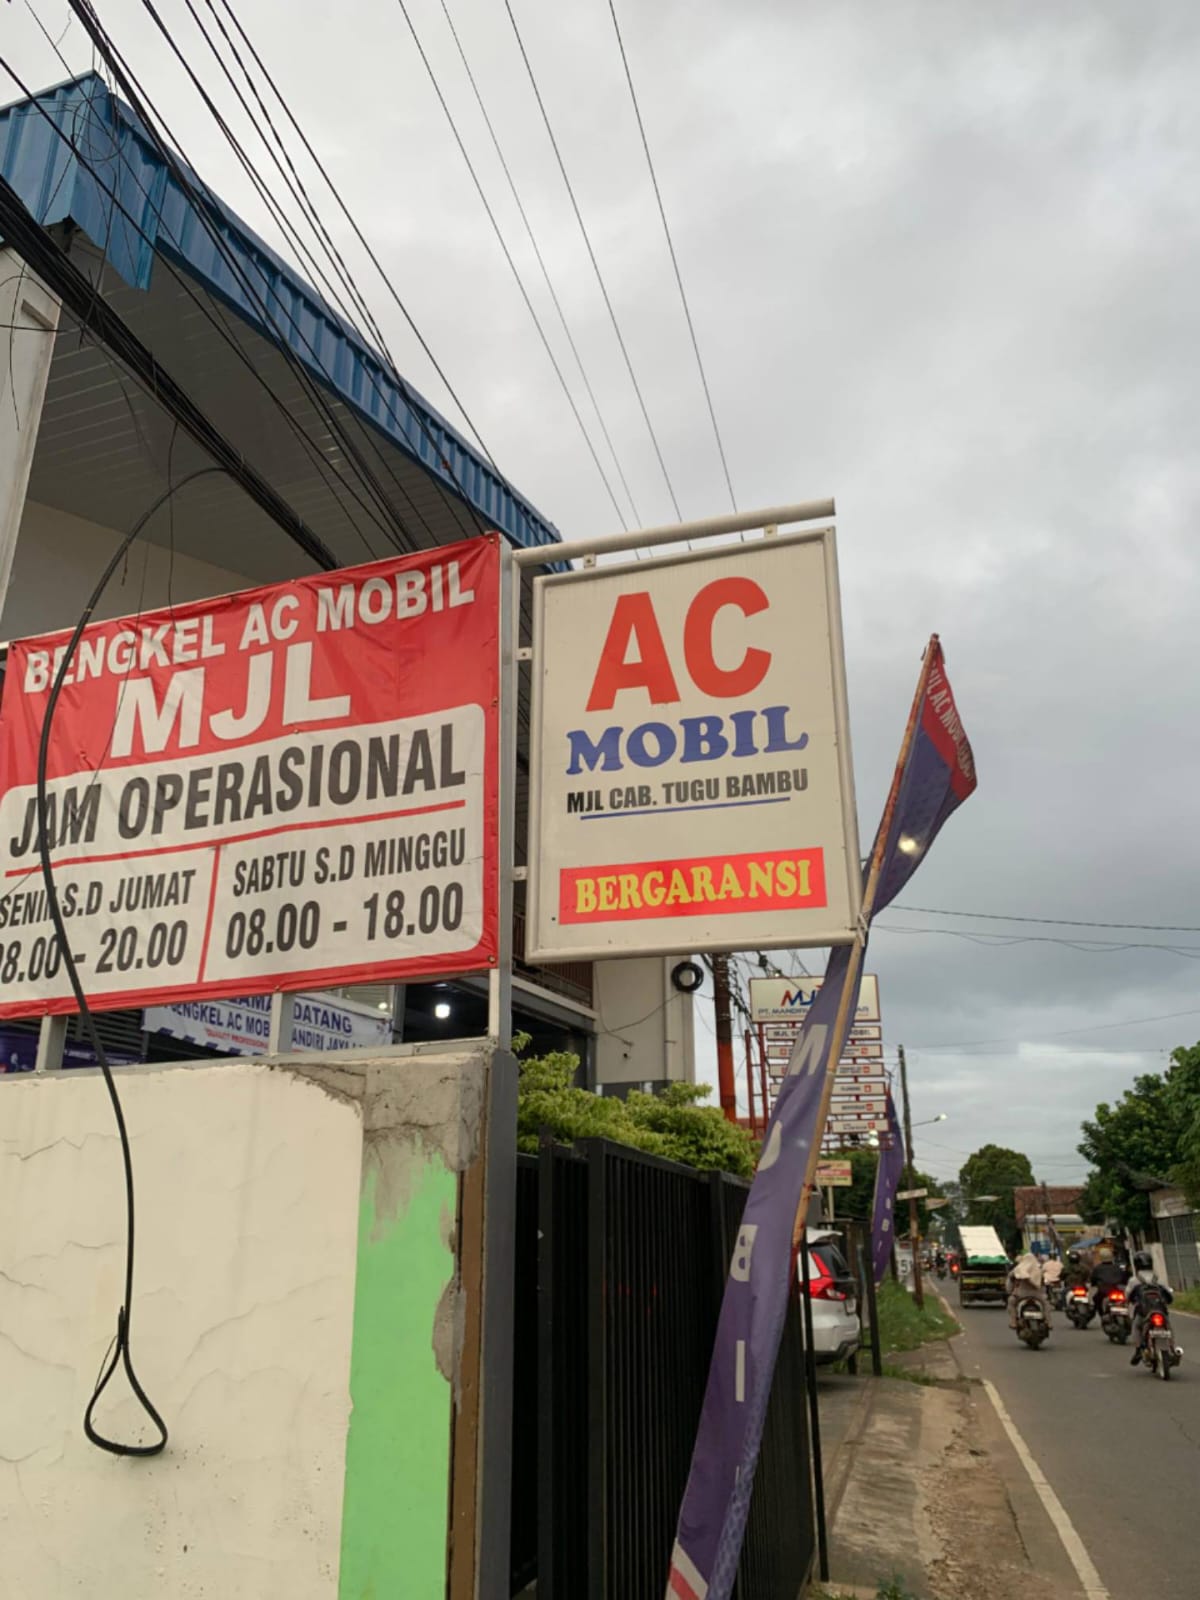 BENGKEL AC MOBIL
MJL
JAM OPERASIONAL
SENIN S.D JUMAT
08.00 - 20.00
SABTU S.D MINGGU
08.00 - 18.00
AC
MOBIL
MJL CAB. TUGU BAMBU
BERGARANSI
DATANG
BENGKEL AC MOBIL
MJL